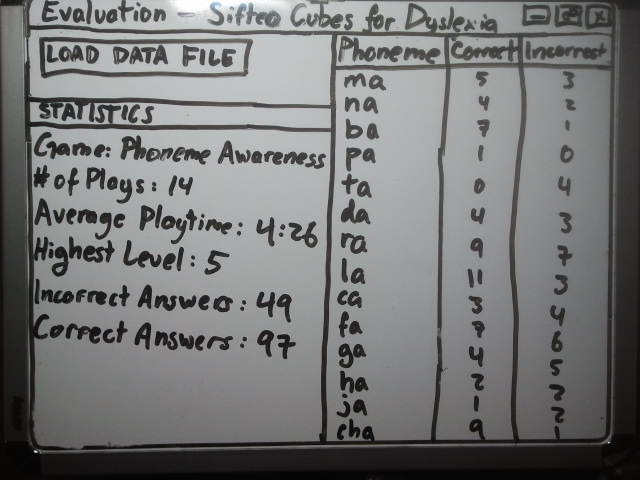 Evaluation - Sifteo Cubes for Dyslexia
LOAD DATA FILE
STATISTICS
Game: Phoneme Awareness
# of Plays: 14
Average Playtime: 4:26
Highest Level: 5
Incorrect Answers: 49
Correct Answers: 97
Phoneme Correct Incorrect
ma 5 3
na 4 2
ba 7 1
pa 1 0
ta 0 4
da 4 3
ra 9 7
la 11 3
ca 3 4
fa 7 6
ga 4 5
ha 2 2
ja 1 2
cha 9 1